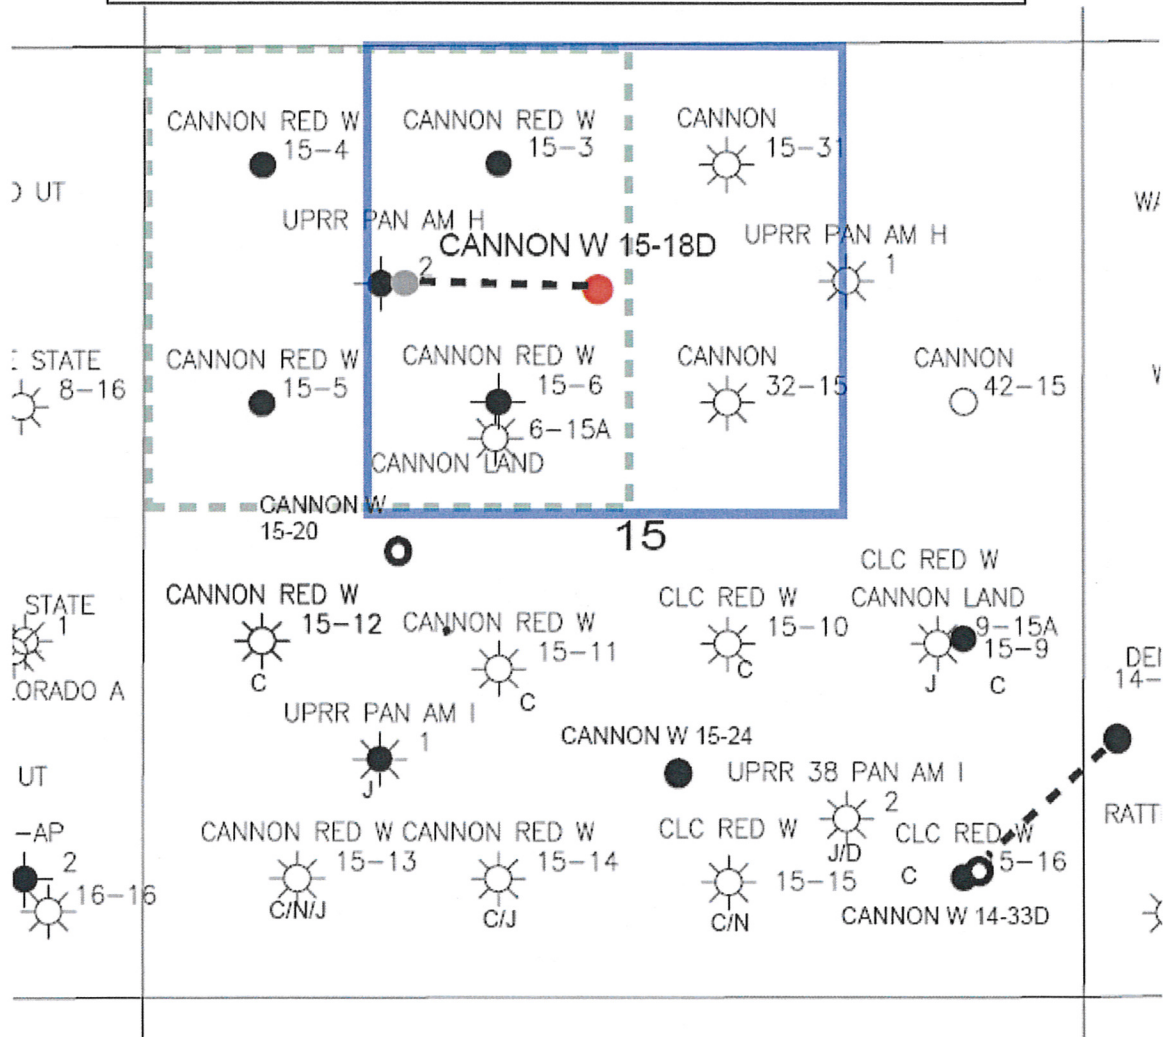 CANNON RED W
15-4
CANNON RED W
15-3
CANNON
15-31
UT
UPRR PAN AM H
2
CANNON W 15-18D
UPRR PAN AM H
1
STATE
8-16
CANNON RED W
15-5
CANNON RED W
15-6
6-15A
CANNON LAND
CANNON
32-15
CANNON
42-15
CANNON W
15-20
15
STATE
1
CANNON RED W
15-12
C
CANNON RED W
15-11
C
CLC RED W
15-10
C
CLC RED W
CANNON LAND
9-15A
15-9
J
C
ORADO A
UPRR PAN AM I
1
J
CANNON W 15-24
UPRR 38 PAN AM I
2
J/D
14-
UT
-AP
2
16-16
CANNON RED W
15-13
C/N/J
CANNON RED W
15-14
C/J
CLC RED W
15-15
C/N
CLC RED W
C
15-16
CANNON W 14-33D
RATT